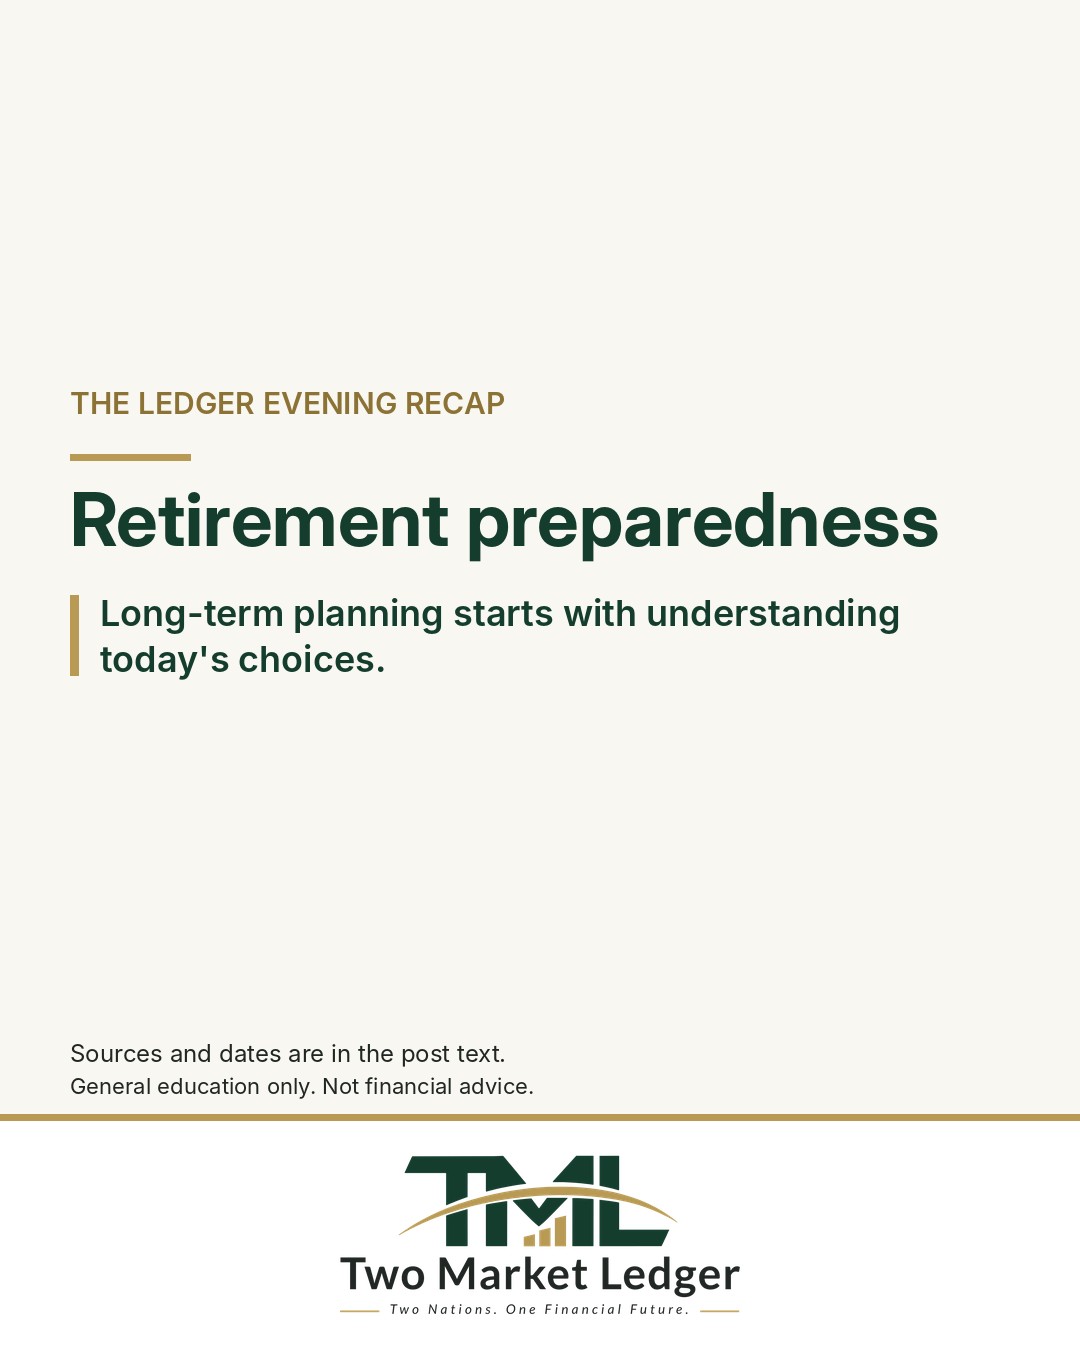 THE LEDGER EVENING RECAP
Retirement preparedness
Long-term planning starts with understanding
today's choices.
Sources and dates are in the post text.
General education only. Not financial advice.
TML
Two Market Ledger
Two Nations. One Financial Future.